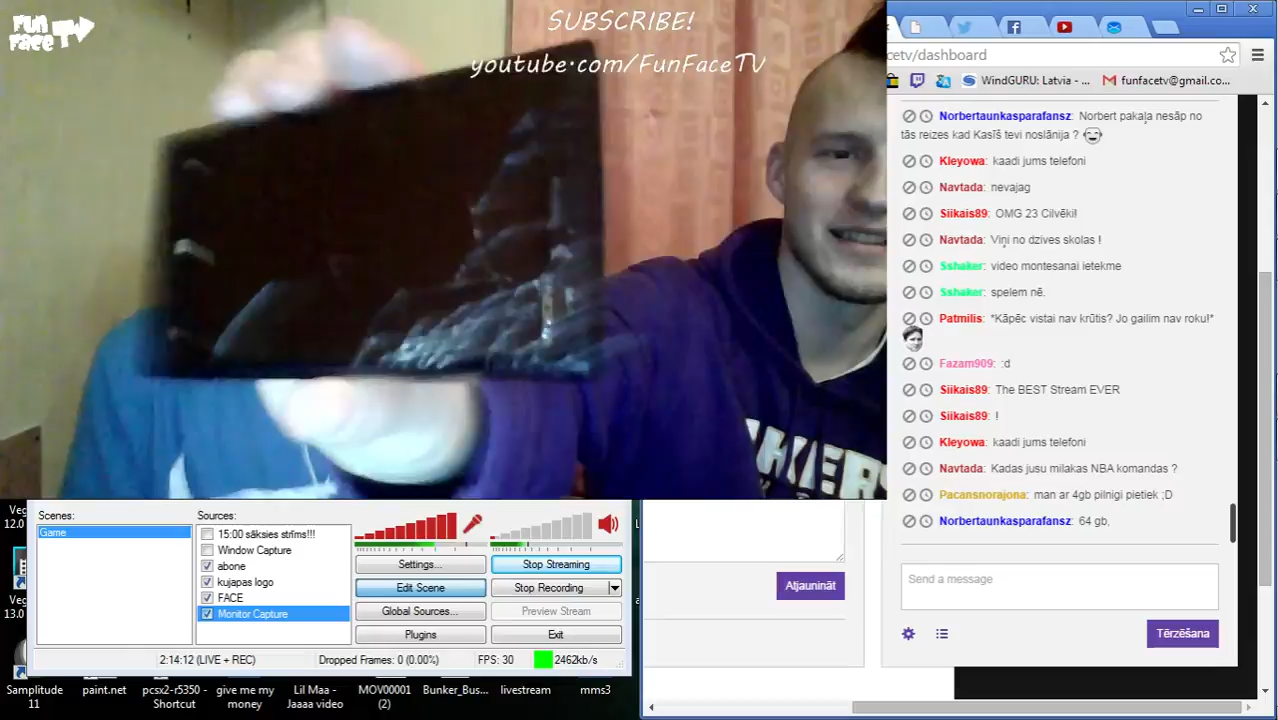 FUN
FACE TV
SUBSCRIBE!
youtube.com/FunFaceTV
cetv/dashboard
WindGURU: Latvia - ...
funfacetv@gmail.co...
Norbertaunkasparafansz: Norbert pakaļa nesāp no
tās reizes kad Kasīš tevi noslānija ?
Kleyowa: kaadi jums telefoni
Navtada: nevajag
Siikais89: OMG 23 Cilvēki!
Navtada: Viņi no dzives skolas !
Sshaker: video montesanai ietekme
Sshaker: spelem nē.
Patmilis: *Kāpēc vistai nav krūtis? Jo gailim nav roku!*
Fazam909: :d
Siikais89: The BEST Stream EVER
Siikais89: !
Kleyowa: kaadi jums telefoni
Navtada: Kadas jusu milakas NBA komandas ?
Pacansnorajona: man ar 4gb pilnigi pietiek ;D
Norbertaunkasparafansz: 64 gb,
Send a message
Tērzēšana
Atjaunināt
Scenes:
Game
Sources:
15:00 sāksies strīms!!!
Window Capture
abone
kujapas logo
FACE
Monitor Capture
Settings...
Stop Streaming
Edit Scene
Stop Recording
Global Sources...
Preview Stream
Plugins
Exit
2:14:12 (LIVE + REC)
Dropped Frames: 0 (0.00%)
FPS: 30
2462kb/s
Veg
12.0
Ve
13.0
Samplitude
11
paint.net
pcsx2-r5350 -
Shortcut
give me my
money
Lil Maa -
Jaaaa video
MOV00001
(2)
Bunker_Bus...
livestream
mms3